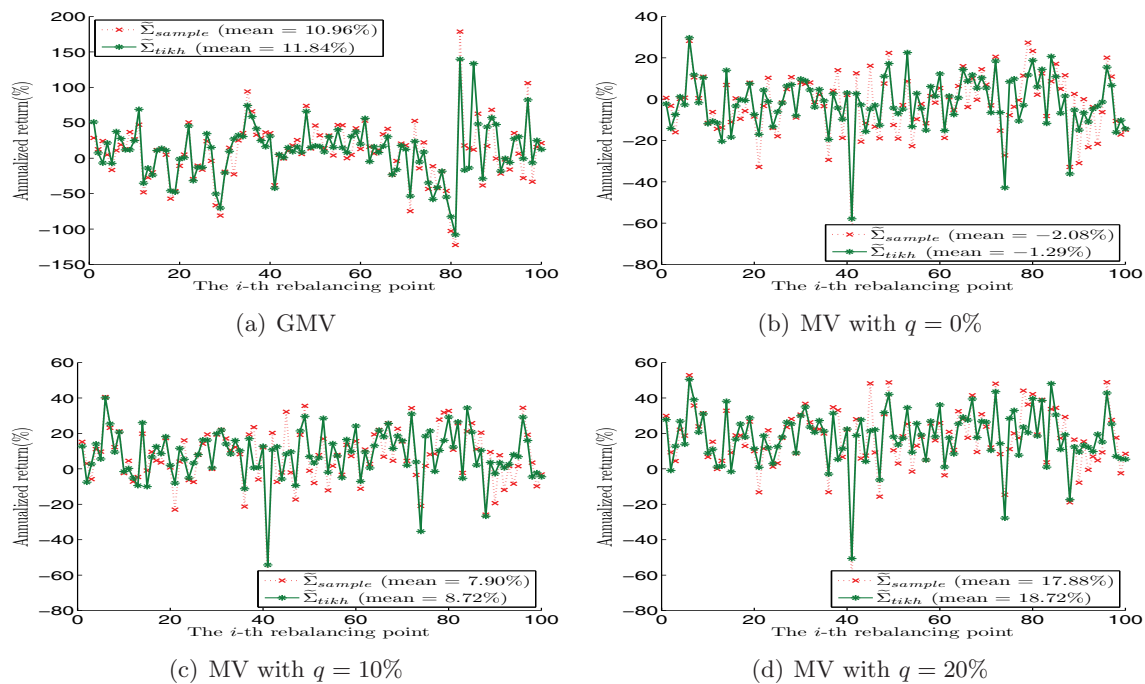 200
150
100
50
0
−50
−100
−150
0 20 40 60 80 100
Annualized return(%)
The i-th rebalancing point
Σ̃sample (mean = 10.96%)
Σ̃tikh (mean = 11.84%)
(a) GMV
40
20
0
−20
−40
−60
−80
0 20 40 60 80 100
Annualized return(%)
The i-th rebalancing point
Σ̃sample (mean = −2.08%)
Σ̃tikh (mean = −1.29%)
(b) MV with q = 0%
60
40
20
0
−20
−40
−60
−80
0 20 40 60 80 100
Annualized return(%)
The i-th rebalancing point
Σ̃sample (mean = 7.90%)
Σ̃tikh (mean = 8.72%)
(c) MV with q = 10%
60
40
20
0
−20
−40
−60
−80
0 20 40 60 80 100
Annualized return(%)
The i-th rebalancing point
Σ̃sample (mean = 17.88%)
Σ̃tikh (mean = 18.72%)
(d) MV with q = 20%